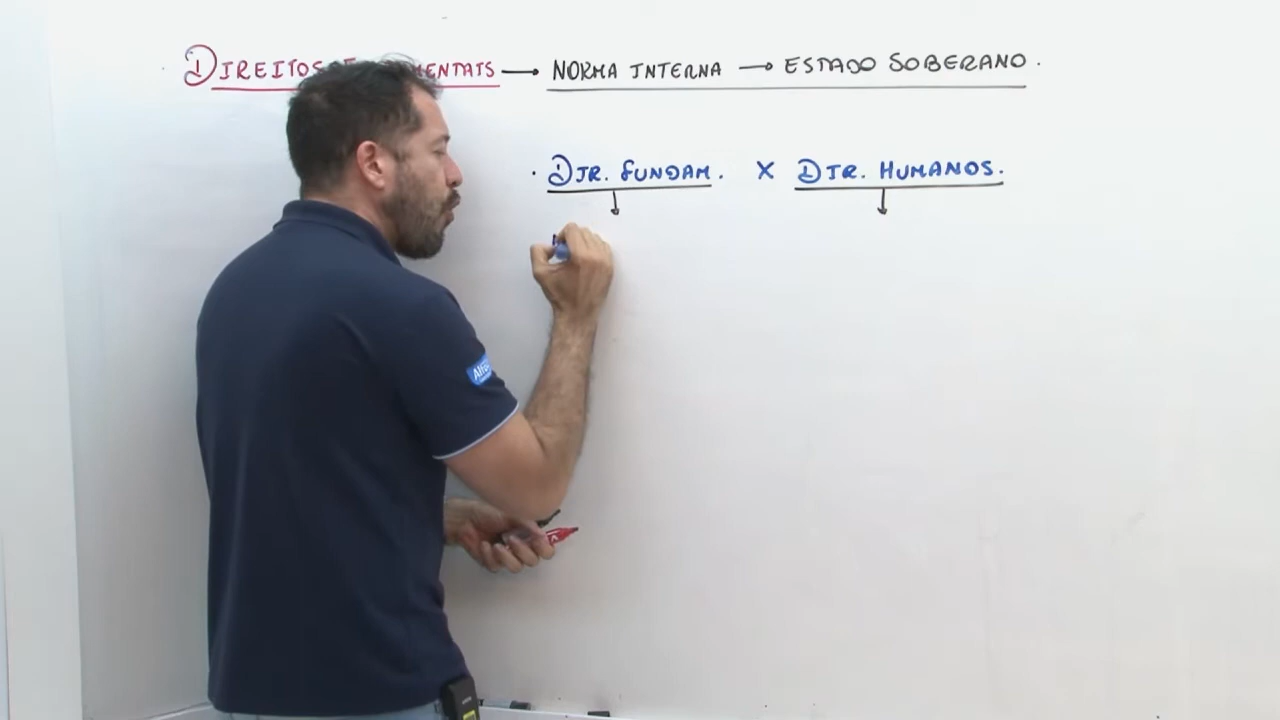 DIREITOS → NORMA INTERNA → ESTADO SOBERANO.
· DIR. FUNDAM. X DIR. HUMANOS.